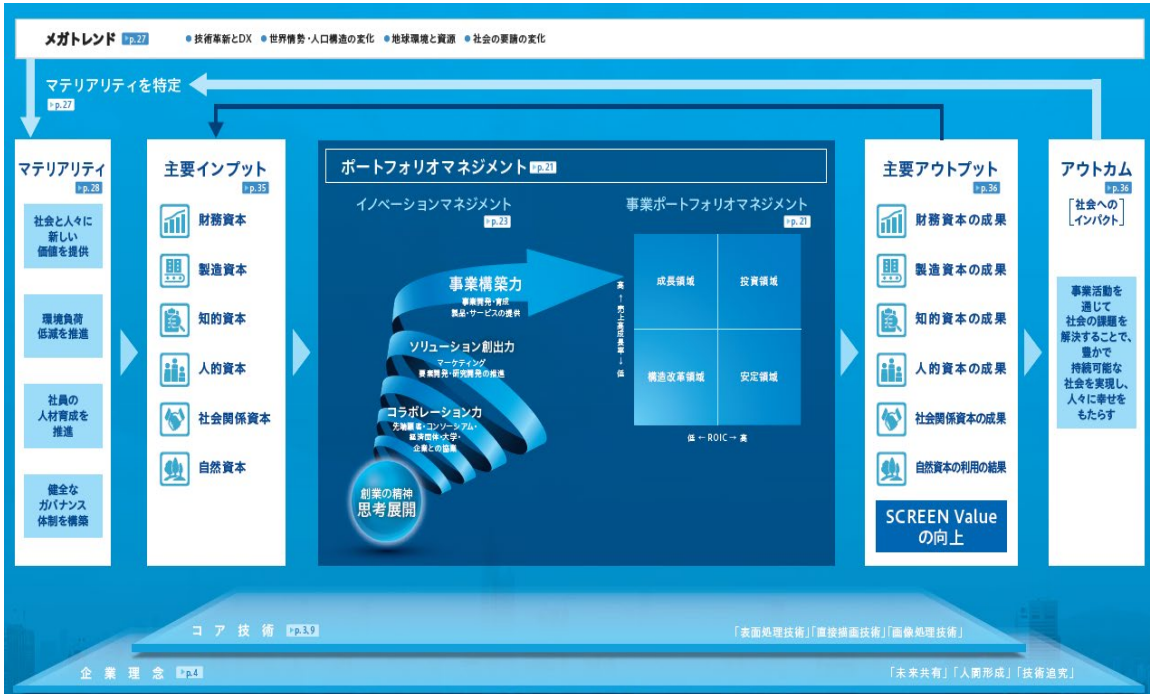 メガトレンド ▶p.27
●技術革新とDX ●世界情勢・人口構造の変化 ●地球環境と資源 ●社会の要請の変化
マテリアリティを特定
▶p.27
マテリアリティ
▶p.28
社会と人々に
新しい
価値を提供
環境負荷
低減を推進
社員の
人材育成を
推進
健全な
ガバナンス
体制を構築
主要インプット
▶p.35
財務資本
製造資本
知的資本
人的資本
社会関係資本
自然資本
ポートフォリオマネジメント ▶p.21
イノベーションマネジメント
▶p.23
事業構築力
事業開発・育成
製品・サービスの提供
ソリューション創出力
マーケティング
要素開発・研究開発の推進
コラボレーション力
先端顧客・コンソーシアム・
経済団体・大学・
企業との協業
創業の精神
思考展開
事業ポートフォリオマネジメント
▶p.21
高 ← 売上高成長率 → 低
成長領域
投資領域
構造改革領域
安定領域
低 ← ROIC → 高
主要アウトプット
▶p.36
財務資本の成果
製造資本の成果
知的資本の成果
人的資本の成果
社会関係資本の成果
自然資本の利用の結果
SCREEN Value
の向上
アウトカム
▶p.36
[社会への
インパクト]
事業活動を
通じて
社会の課題を
解決することで、
豊かで
持続可能な
社会を実現し、
人々に幸せを
もたらす
コア技術 ▶p.3,9
「表面処理技術」「直接描画技術」「画像処理技術」
企業理念 ▶p.4
「未来共有」「人間形成」「技術追究」